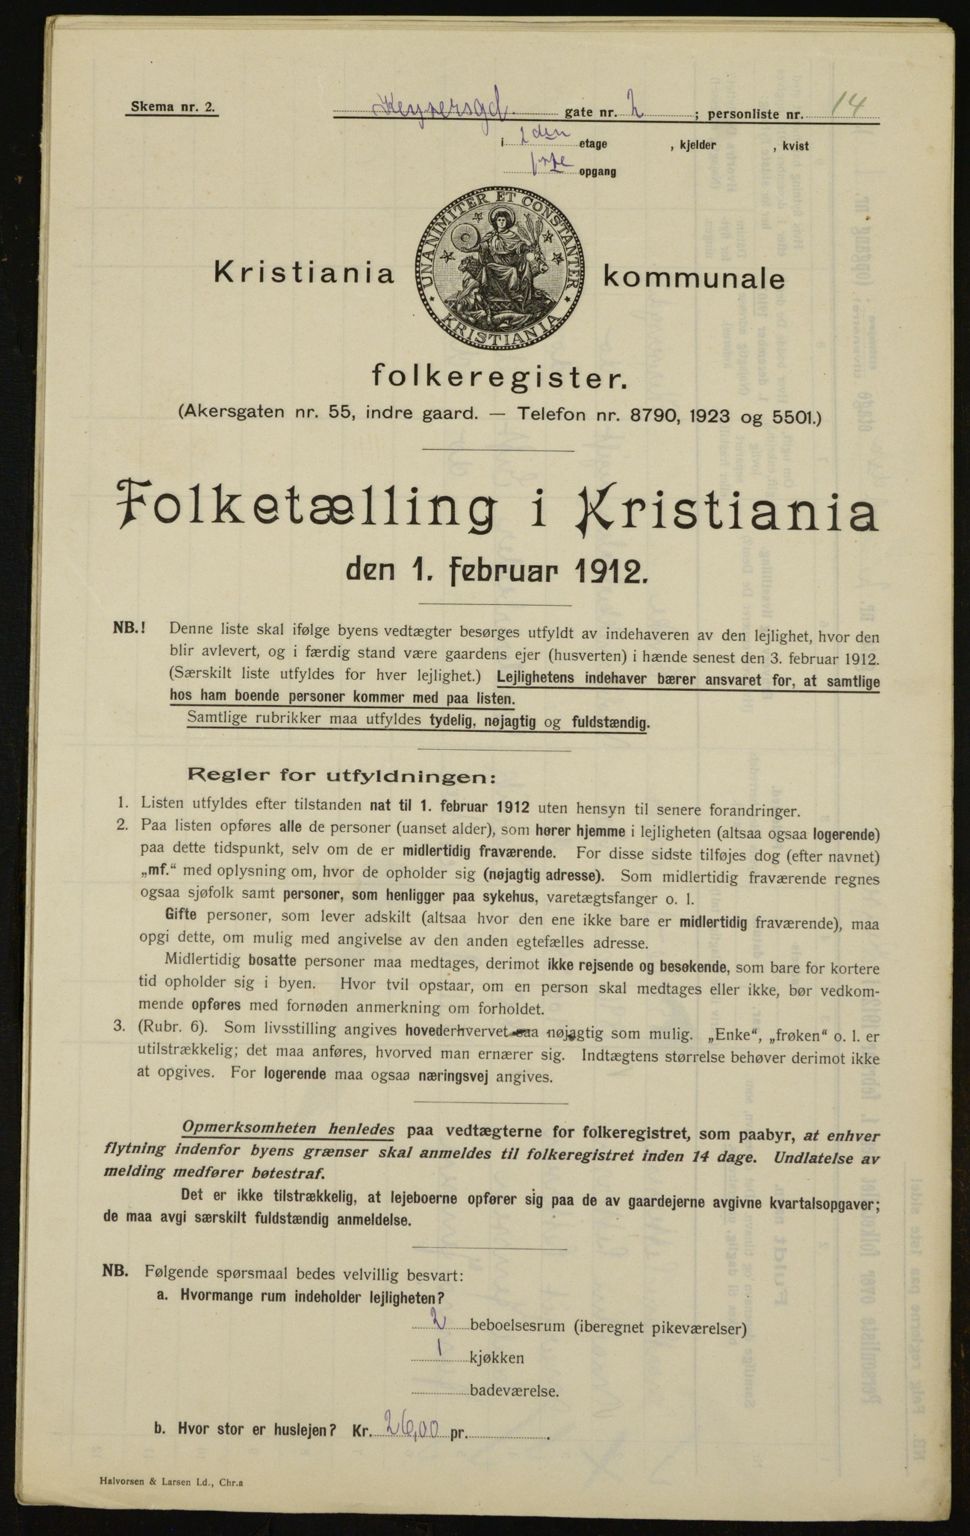 Skema nr. 2.
Keysersgd. gate nr. 2 ; personliste nr. 14
i 2den etage , kjelder , kvist
opgang
UNANIMITER ET CONSTANTER
KRISTIANIA
Kristiania kommunale
folkeregister.
(Akersgaten nr. 55, indre gaard. — Telefon nr. 8790, 1923 og 5501.)
Folketælling i Kristiania
den 1. februar 1912.
NB.! Denne liste skal ifølge byens vedtægter besørges utfyldt av indehaveren av den lejlighet, hvor den
blir avlevert, og i færdig stand være gaardens ejer (husverten) i hænde senest den 3. februar 1912.
(Særskilt liste utfyldes for hver lejlighet.) Lejlighetens indehaver bærer ansvaret for, at samtlige
hos ham boende personer kommer med paa listen.
Samtlige rubrikker maa utfyldes tydelig, nøjagtig og fuldstændig.
Regler for utfyldningen:
1. Listen utfyldes efter tilstanden nat til 1. februar 1912 uten hensyn til senere forandringer.
2. Paa listen opføres alle de personer (uanset alder), som hører hjemme i lejligheten (altsaa ogsaa logerende)
paa dette tidspunkt, selv om de er midlertidig fraværende. For disse sidste tilføjes dog (efter navnet)
„mf.“ med oplysning om, hvor de opholder sig (nøjagtig adresse). Som midlertidig fraværende regnes
ogsaa sjøfolk samt personer, som henligger paa sykehus, varetægtsfanger o. l.
Gifte personer, som lever adskilt (altsaa hvor den ene ikke bare er midlertidig fraværende), maa
opgi dette, om mulig med angivelse av den anden egtefælles adresse.
Midlertidig bosatte personer maa medtages, derimot ikke rejsende og besøkende, som bare for kortere
tid opholder sig i byen. Hvor tvil opstaar, om en person skal medtages eller ikke, bør vedkom-
mende opføres med fornøden anmerkning om forholdet.
3. (Rubr. 6). Som livsstilling angives hovederhvervet saa nøjagtig som mulig. „Enke“, „frøken“ o. l. er
utilstrækkelig; det maa anføres, hvorved man ernærer sig. Indtægtens størrelse behøver derimot ikke
at opgives. For logerende maa ogsaa næringsvej angives.
Opmerksomheten henledes paa vedtægterne for folkeregistret, som paabyr, at enhver
flytning indenfor byens grænser skal anmeldes til folkeregistret inden 14 dage. Undlatelse av
melding medfører bøtestraf.
Det er ikke tilstrækkelig, at lejeboerne opfører sig paa de av gaardejerne avgivne kvartalsopgaver;
de maa avgi særskilt fuldstændig anmeldelse.
NB. Følgende spørsmaal bedes velvillig besvart:
a. Hvormange rum indeholder lejligheten?
2 beboelsesrum (iberegnet pikeværelser)
1 kjøkken
badeværelse.
b. Hvor stor er huslejen? Kr. 26,00 pr.
Halvorsen & Larsen Ld., Chr.a